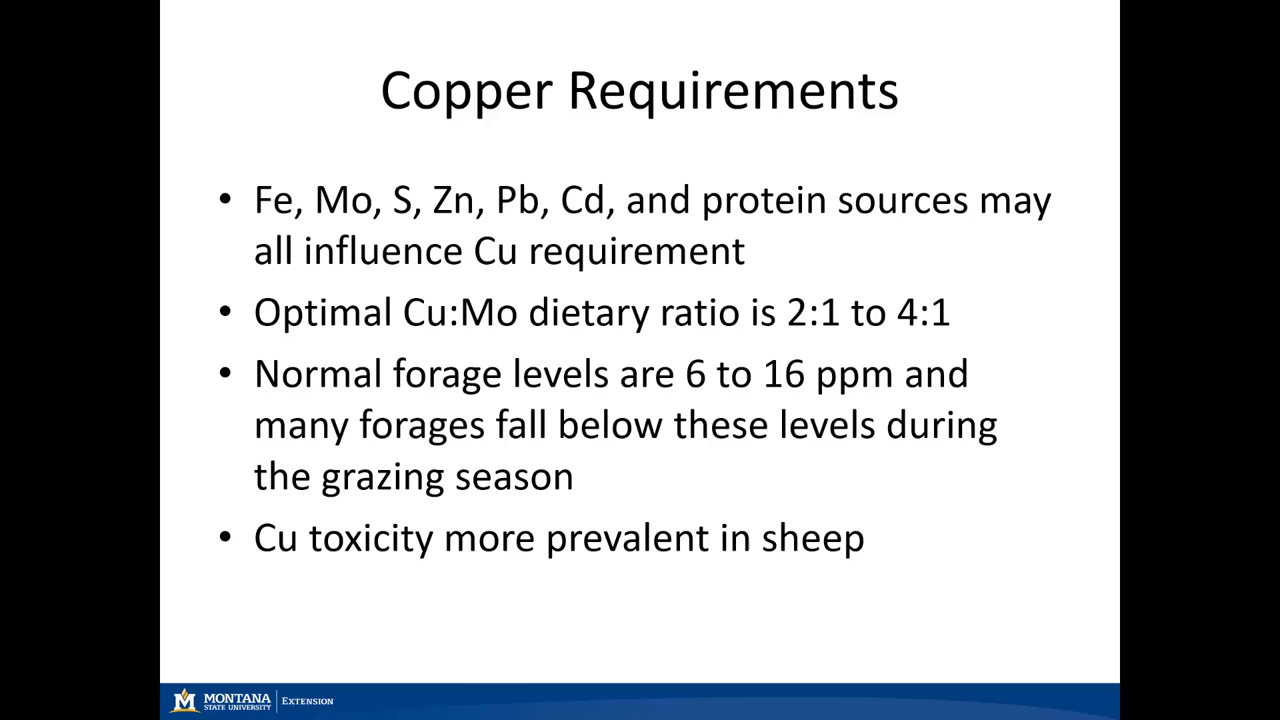 Copper Requirements
• Fe, Mo, S, Zn, Pb, Cd, and protein sources may
all influence Cu requirement
• Optimal Cu:Mo dietary ratio is 2:1 to 4:1
• Normal forage levels are 6 to 16 ppm and
many forages fall below these levels during
the grazing season
• Cu toxicity more prevalent in sheep
M MONTANA
STATE UNIVERSITY
EXTENSION